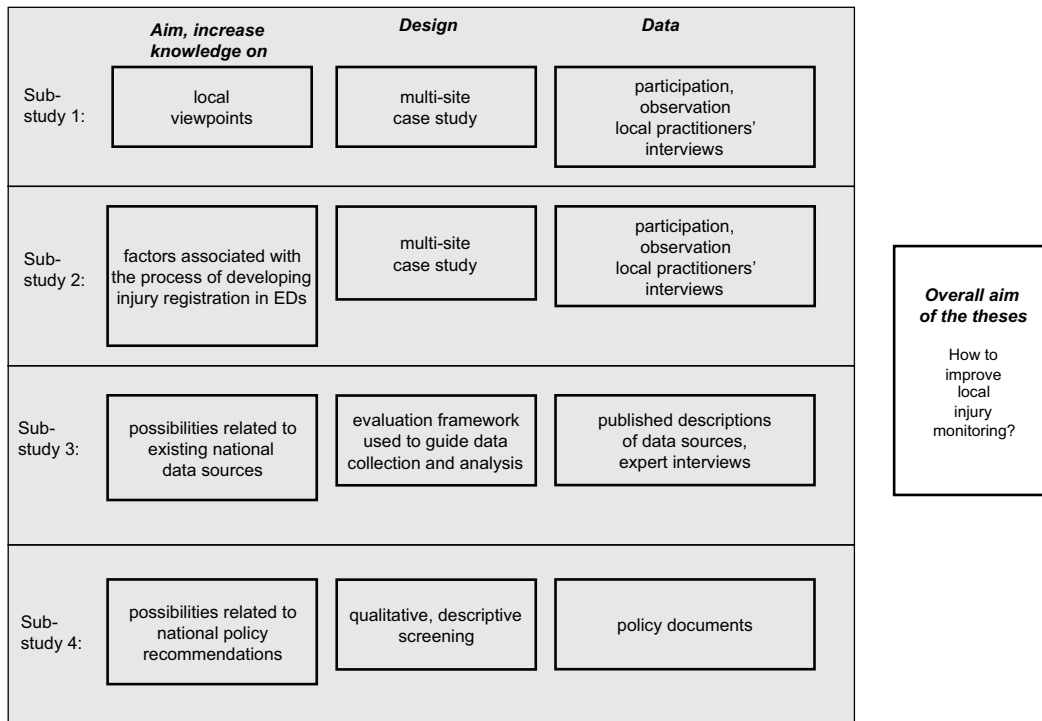 Aim, increase
knowledge on
Design
Data
Sub-
study 1:
local
viewpoints
multi-site
case study
participation,
observation
local practitioners'
interviews
Sub-
study 2:
factors associated with
the process of developing
injury registration in EDs
multi-site
case study
participation,
observation
local practitioners'
interviews
Sub-
study 3:
possibilities related to
existing national
data sources
evaluation framework
used to guide data
collection and analysis
published descriptions
of data sources,
expert interviews
Sub-
study 4:
possibilities related to
national policy
recommendations
qualitative, descriptive
screening
policy documents
Overall aim
of the theses
How to
improve
local
injury
monitoring?